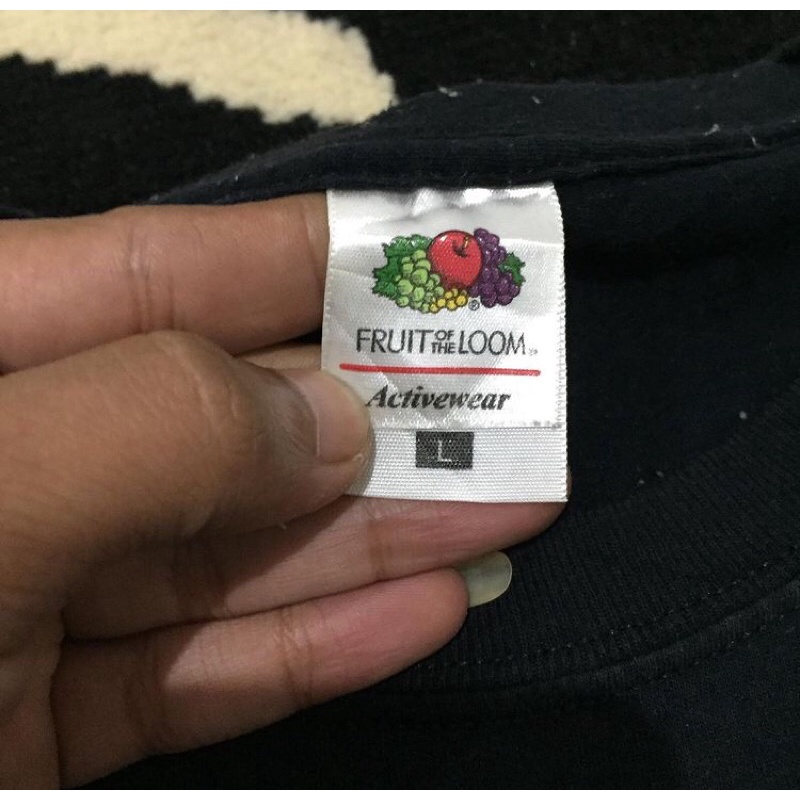 FRUIT OF THE LOOM
Activewear
L